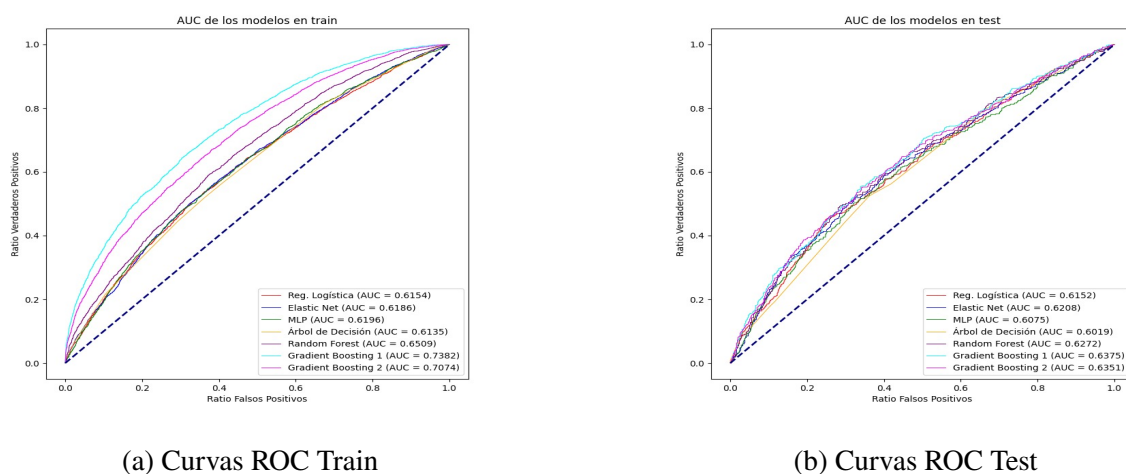 AUC de los modelos en train
1.0
0.8
0.6
0.4
0.2
0.0
Ratio Verdaderos Positivos
Reg. Logística (AUC = 0.6154)
Elastic Net (AUC = 0.6186)
MLP (AUC = 0.6196)
Árbol de Decisión (AUC = 0.6135)
Random Forest (AUC = 0.6509)
Gradient Boosting 1 (AUC = 0.7382)
Gradient Boosting 2 (AUC = 0.7074)
0.0 0.2 0.4 0.6 0.8 1.0
Ratio Falsos Positivos
(a) Curvas ROC Train
AUC de los modelos en test
1.0
0.8
0.6
0.4
0.2
0.0
Ratio Verdaderos Positivos
Reg. Logística (AUC = 0.6152)
Elastic Net (AUC = 0.6208)
MLP (AUC = 0.6075)
Árbol de Decisión (AUC = 0.6019)
Random Forest (AUC = 0.6272)
Gradient Boosting 1 (AUC = 0.6375)
Gradient Boosting 2 (AUC = 0.6351)
0.0 0.2 0.4 0.6 0.8 1.0
Ratio Falsos Positivos
(b) Curvas ROC Test